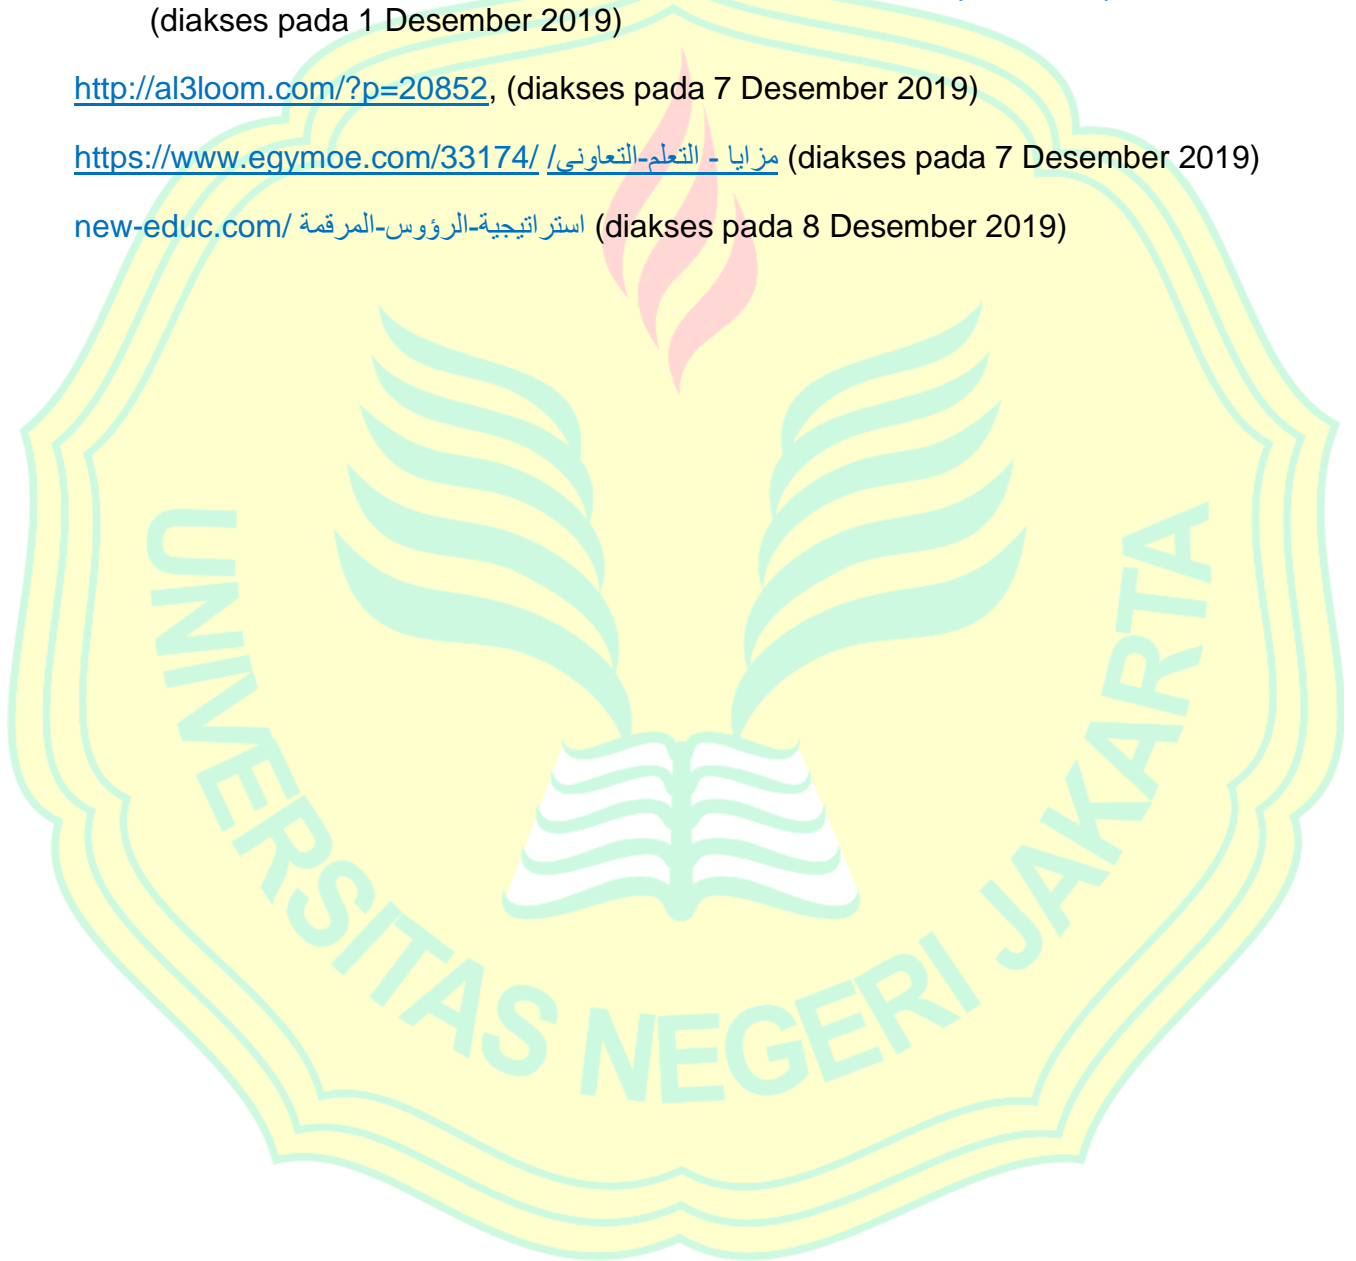 (diakses pada 1 Desember 2019)
http://al3loom.com/?p=20852, (diakses pada 7 Desember 2019)
https://www.egymoe.com/33174/ /مزايا - التعلم-التعاوني (diakses pada 7 Desember 2019)
new-educ.com/ استراتيجية-الرؤوس-المرقمة (diakses pada 8 Desember 2019)
UNIVERSITAS NEGERI JAKARTA